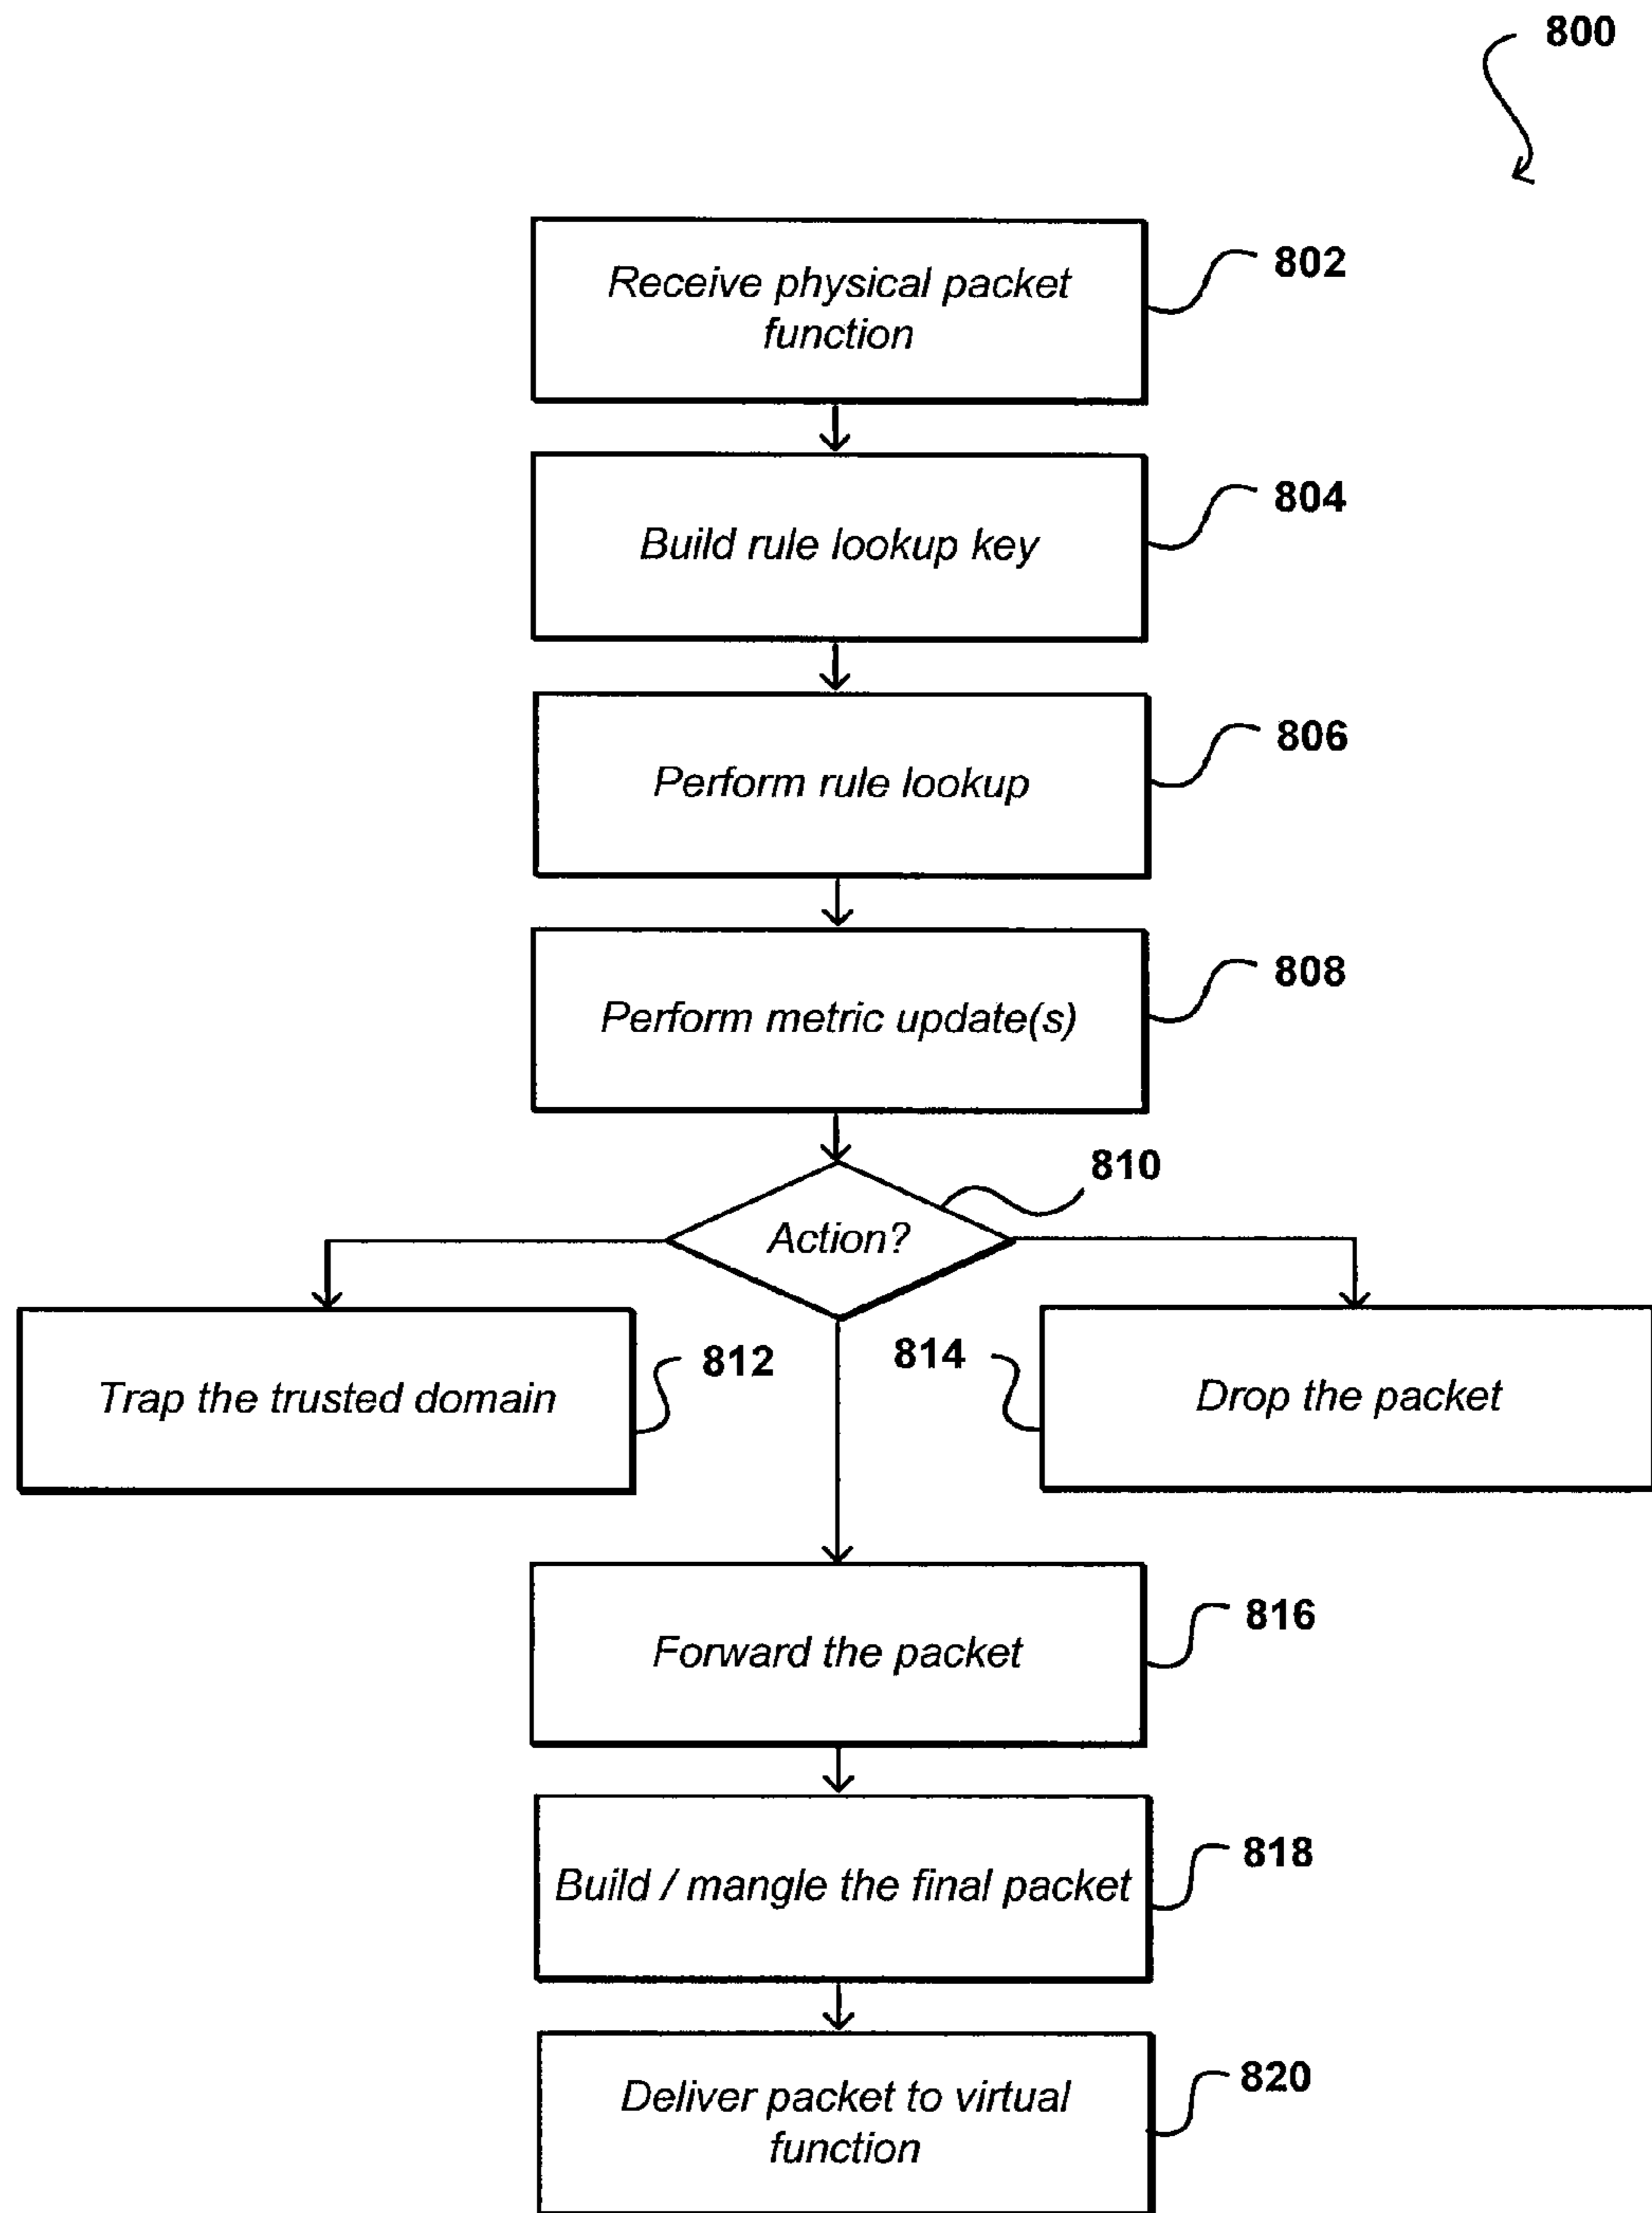 800
Receive physical packet
function
802
Build rule lookup key
804
Perform rule lookup
806
Perform metric update(s)
808
810
Action?
Trap the trusted domain
812
814
Drop the packet
Forward the packet
816
Build / mangle the final packet
818
Deliver packet to virtual
function
820